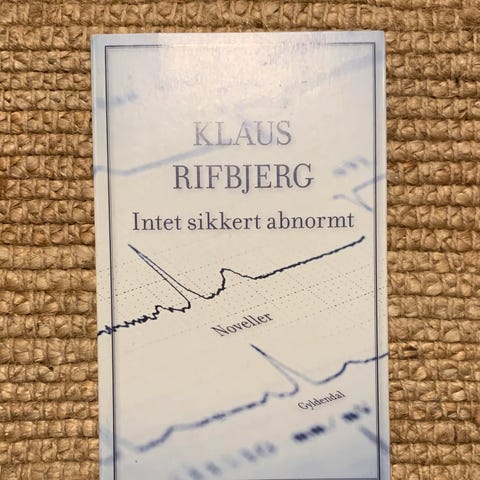 KLAUS
RIFBJERG
Intet sikkert abnormt
Noveller
Gyldendal